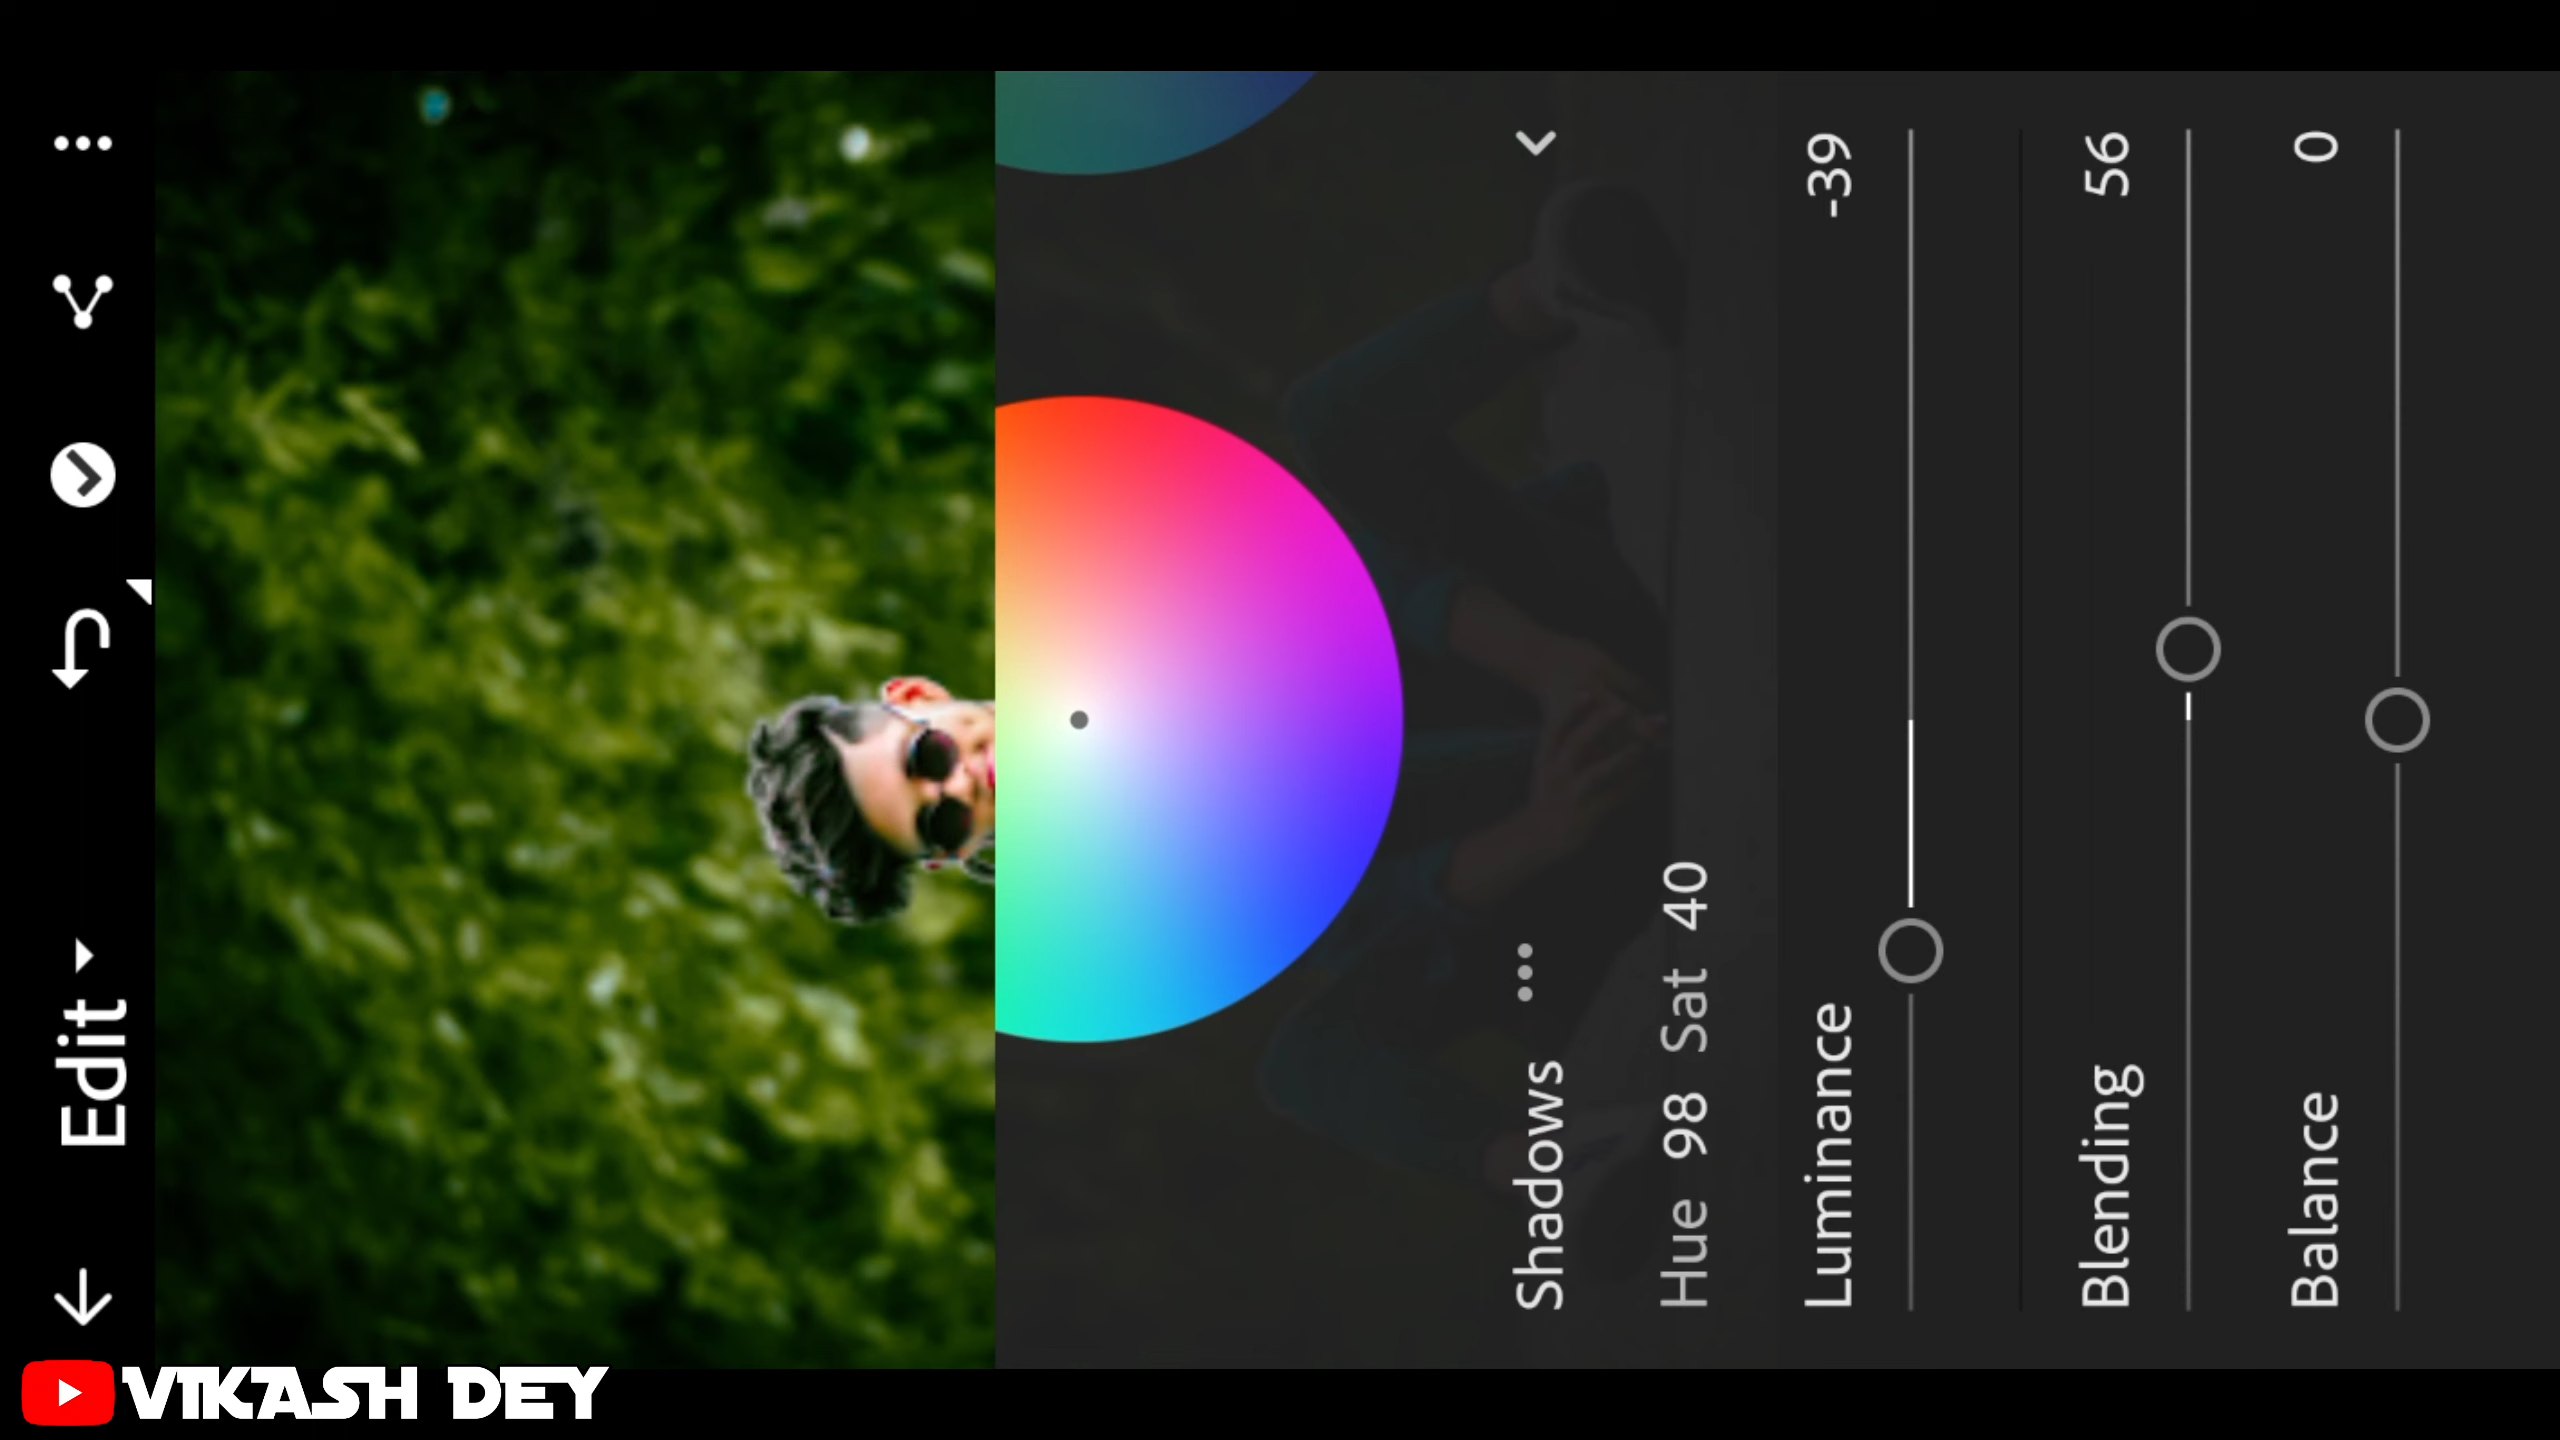 Edit
Shadows
Hue 98 Sat 40
Luminance -39
Blending 56
Balance 0
VIKASH DEY